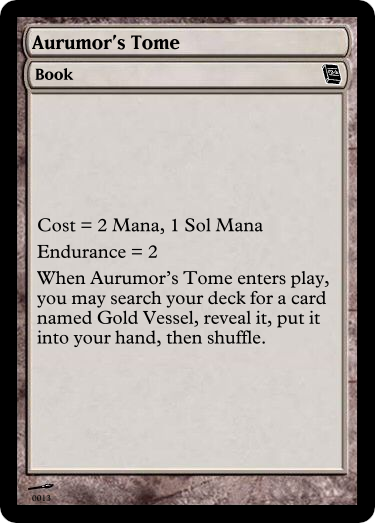 Aurumor's Tome
Book
Cost = 2 Mana, 1 Sol Mana
Endurance = 2
When Aurumor's Tome enters play,
you may search your deck for a card
named Gold Vessel, reveal it, put it
into your hand, then shuffle.
0013